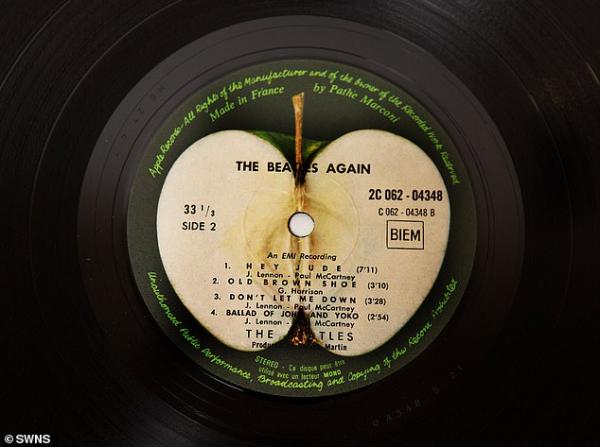 Apple Records - All Rights of the Manufacturer and of the Owner of the Recorded Work Reserved
Made in France by Pathé Marconi
THE BEATLES AGAIN
2C 062 - 04348
C 062 - 04348 B
BIEM
33 1/3
SIDE 2
An EMI Recording
1. HEY JUDE (7'11)
J. Lennon - Paul McCartney
2. OLD BROWN SHOE (3'10)
G. Harrison
3. DON'T LET ME DOWN (3'28)
J. Lennon - Paul McCartney
4. BALLAD OF JOHN AND YOKO (2'54)
J. Lennon - McCartney
THE BEATLES
Martin
STEREO - Ce disque peut être
utilisé avec un lecteur MONO
Unauthorised Public Performance, Broadcasting and Copying of this Record Prohibited
© SWNS